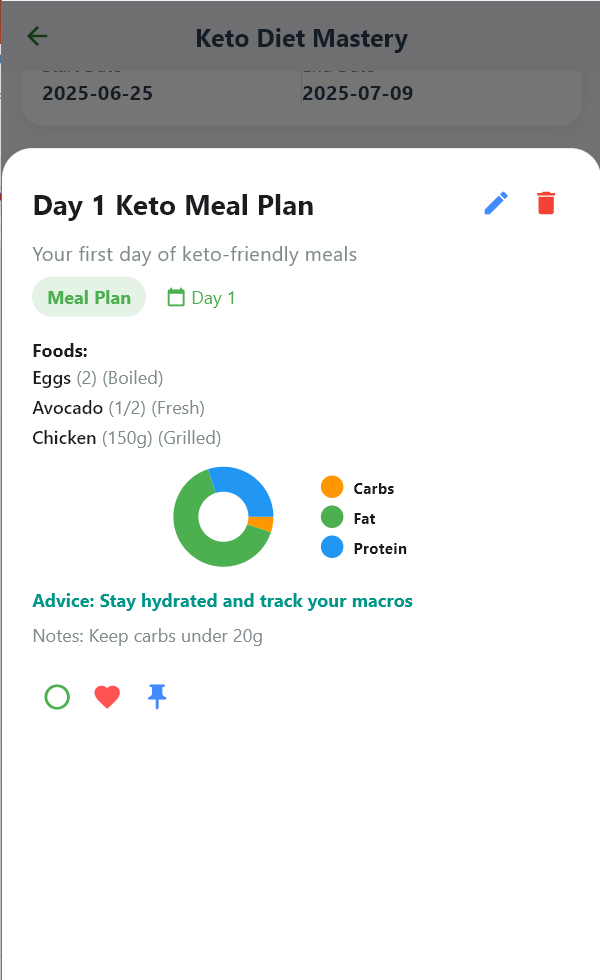 Keto Diet Mastery
2025-06-25 2025-07-09
Day 1 Keto Meal Plan
Your first day of keto-friendly meals
Meal Plan Day 1
Foods:
Eggs (2) (Boiled)
Avocado (1/2) (Fresh)
Chicken (150g) (Grilled)
Carbs
Fat
Protein
Advice: Stay hydrated and track your macros
Notes: Keep carbs under 20g